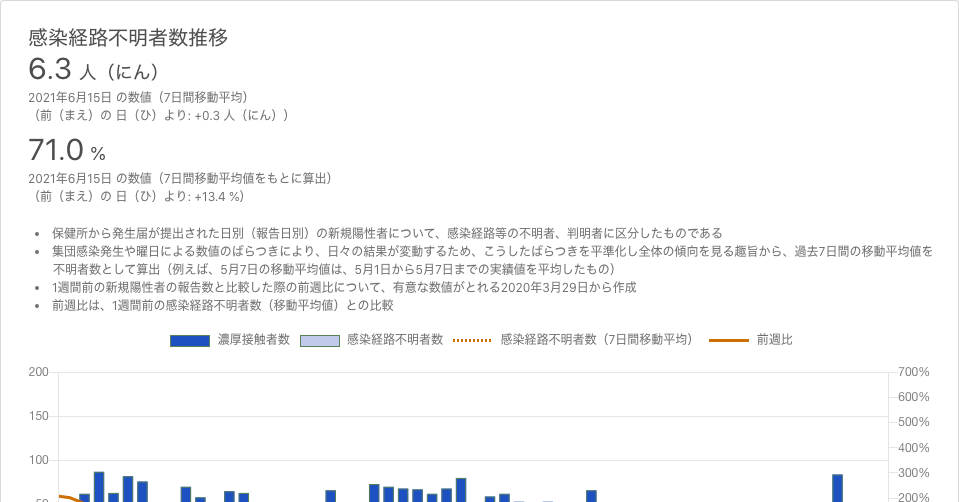 感染経路不明者数推移
6.3 人（にん）
2021年6月15日 の数値（7日間移動平均）
（前（まえ）の 日（ひ）より: +0.3 人（にん））
71.0 %
2021年6月15日 の数値（7日間移動平均値をもとに算出）
（前（まえ）の 日（ひ）より: +13.4 %）
• 保健所から発生届が提出された日別（報告日別）の新規陽性者について、感染経路等の不明者、判明者に区分したものである
• 集団感染発生や曜日による数値のばらつきにより、日々の結果が変動するため、こうしたばらつきを平準化し全体の傾向を見る趣旨から、過去7日間の移動平均値を
不明者数として算出（例えば、5月7日の移動平均値は、5月1日から5月7日までの実績値を平均したもの）
• 1週間前の新規陽性者の報告数と比較した際の前週比について、有意な数値がとれる2020年3月29日から作成
• 前週比は、1週間前の感染経路不明者数（移動平均値）との比較
濃厚接触者数 感染経路不明者数 感染経路不明者数（7日間移動平均） 前週比
200 700%
600%
150
500%
400%
100
300%
50 200%